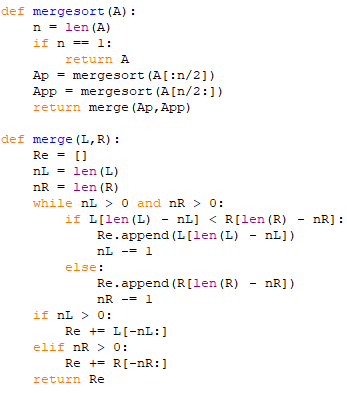 def mergesort(A):
    n = len(A)
    if n == 1:
        return A
    Ap = mergesort(A[:n/2])
    App = mergesort(A[n/2:])
    return merge(Ap,App)

def merge(L,R):
    Re = []
    nL = len(L)
    nR = len(R)
    while nL > 0 and nR > 0:
        if L[len(L) - nL] < R[len(R) - nR]:
            Re.append(L[len(L) - nL])
            nL -= 1
        else:
            Re.append(R[len(R) - nR])
            nR -= 1
    if nL > 0:
        Re += L[-nL:]
    elif nR > 0:
        Re += R[-nR:]
    return Re